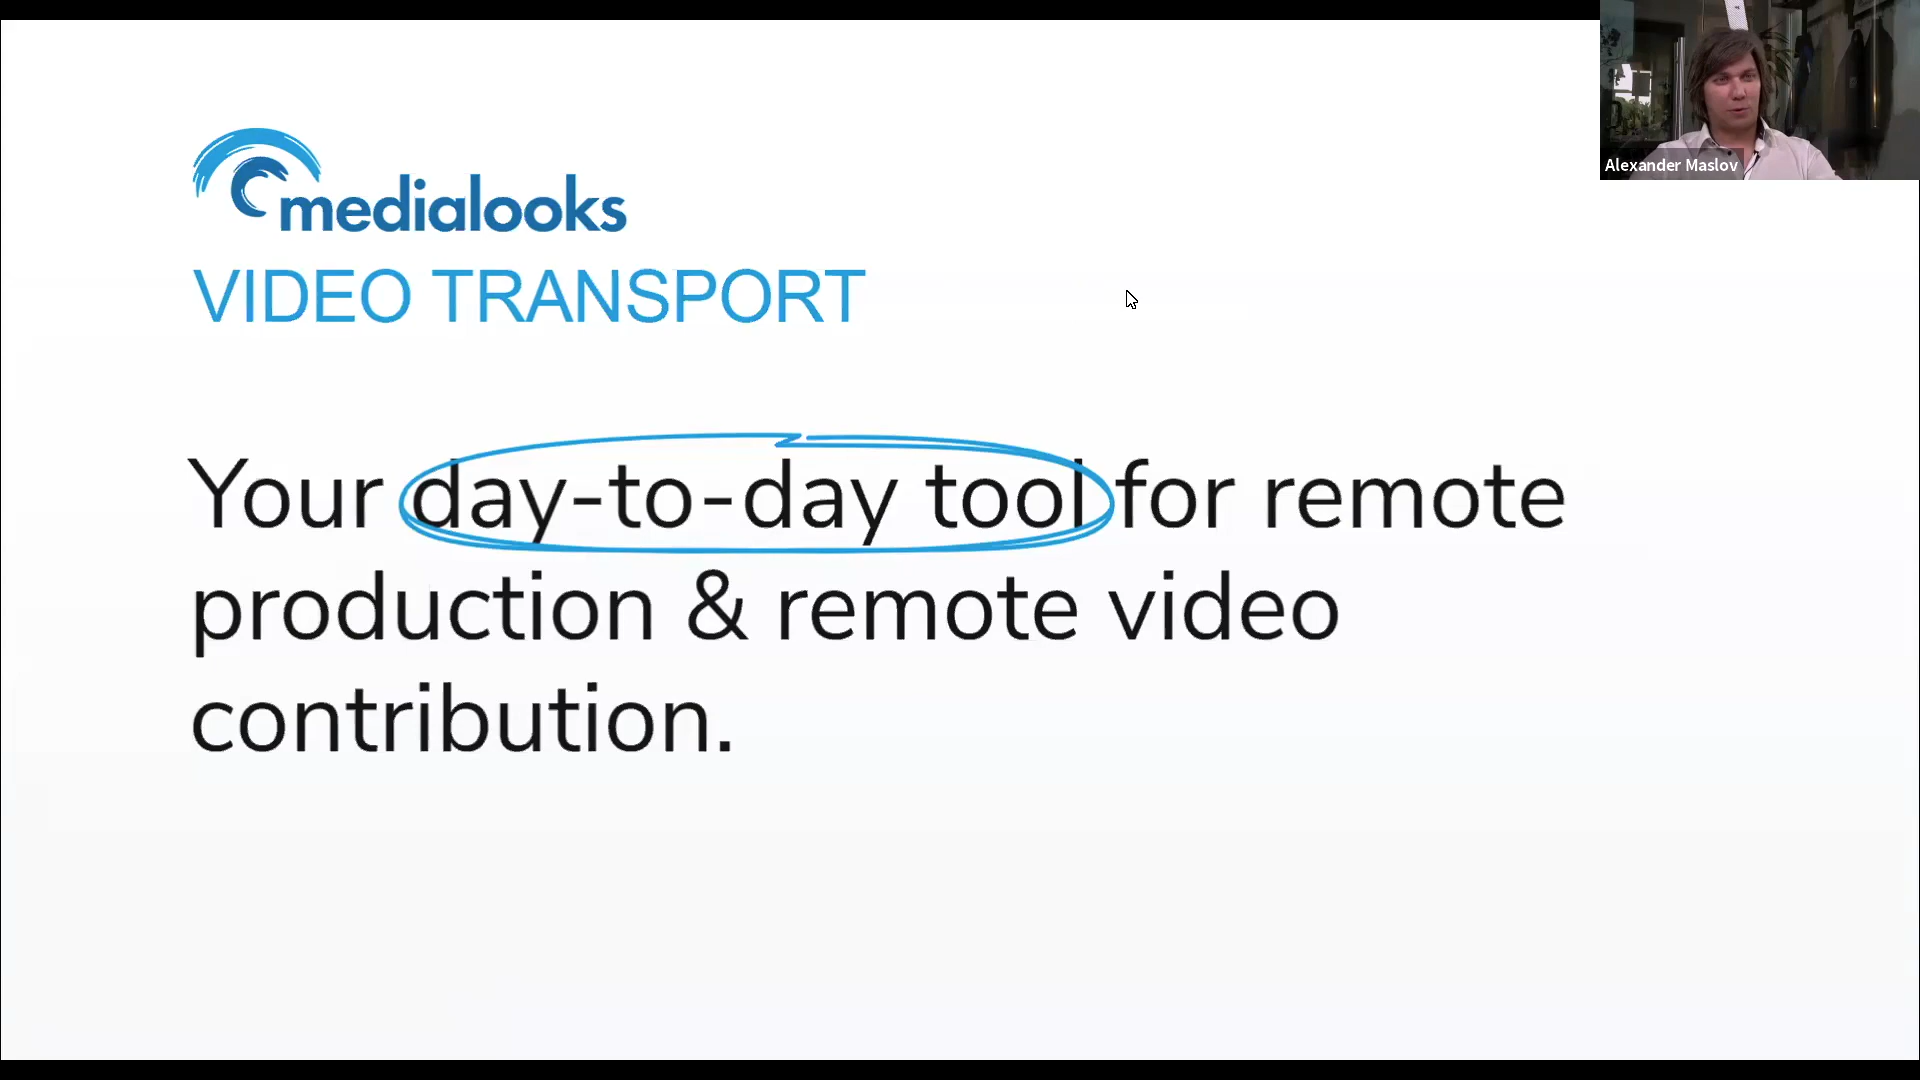 medialooks
VIDEO TRANSPORT
Alexander Maslov
Your day-to-day tool for remote
production & remote video
contribution.